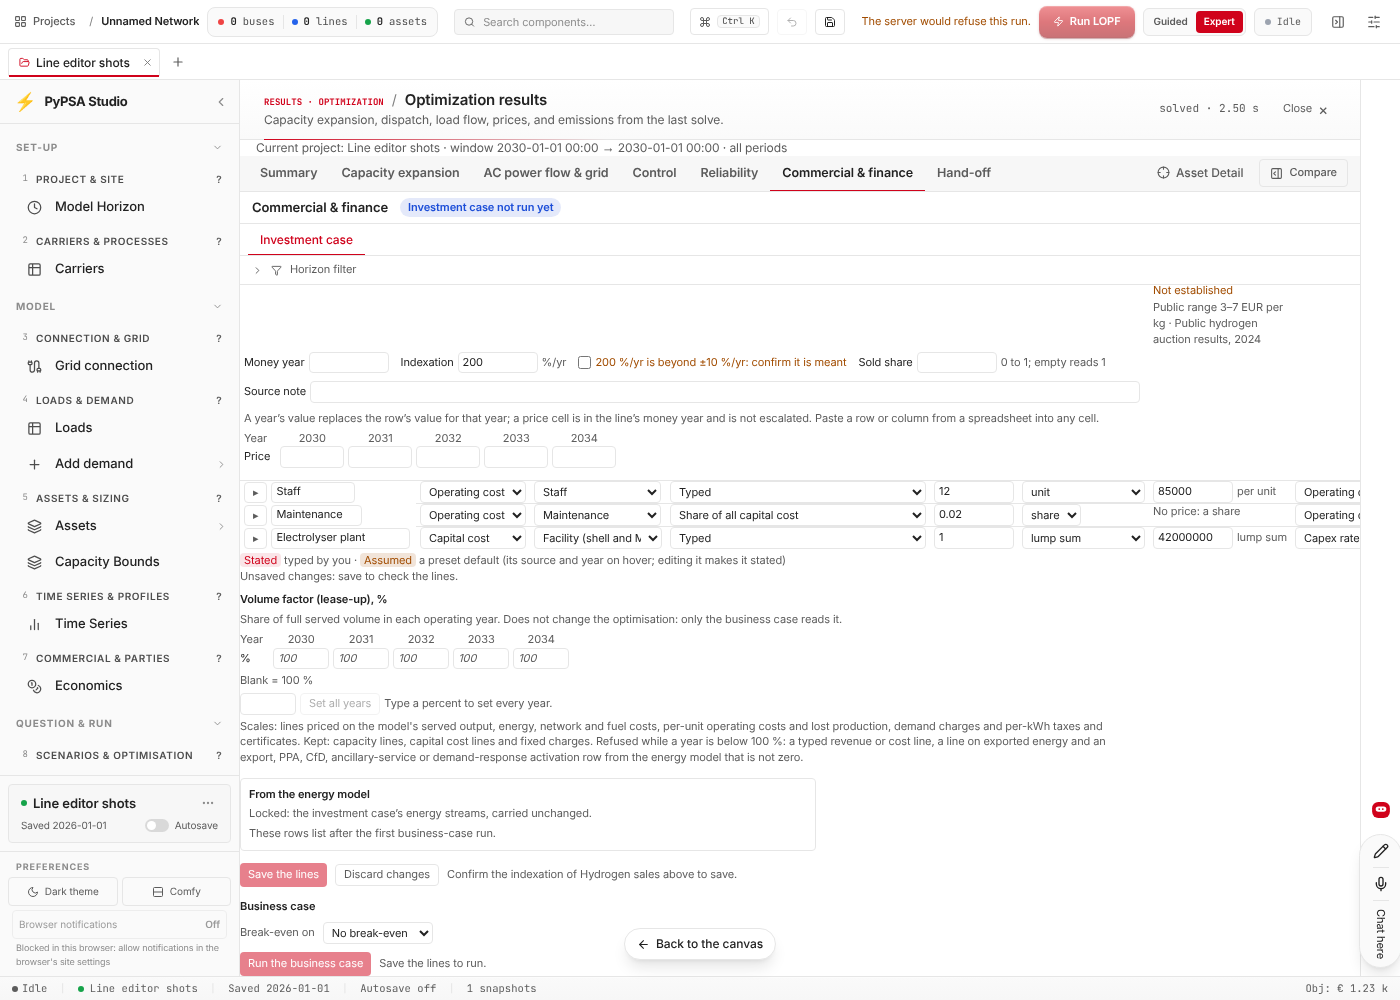 Projects / Unnamed Network 0 buses 0 lines 0 assets Search components... ⌘ Ctrl K The server would refuse this run. Run LOPF Guided Expert Idle
Line editor shots × +
PyPSA Studio
SET-UP
1 PROJECT & SITE ?
Model Horizon
2 CARRIERS & PROCESSES ?
Carriers
MODEL
3 CONNECTION & GRID ?
Grid connection
4 LOADS & DEMAND ?
Loads
Add demand
5 ASSETS & SIZING ?
Assets
Capacity Bounds
6 TIME SERIES & PROFILES ?
Time Series
7 COMMERCIAL & PARTIES ?
Economics
QUESTION & RUN
8 SCENARIOS & OPTIMISATION ?
Line editor shots ...
Saved 2026-01-01 Autosave
PREFERENCES
Dark theme Comfy
Browser notifications Off
Blocked in this browser: allow notifications in the
browser's site settings
RESULTS · OPTIMIZATION / Optimization results
Capacity expansion, dispatch, load flow, prices, and emissions from the last solve.
solved · 2.50 s Close ×
Current project: Line editor shots · window 2030-01-01 00:00 → 2030-01-01 00:00 · all periods
Summary Capacity expansion AC power flow & grid Control Reliability Commercial & finance Hand-off Asset Detail Compare
Commercial & finance Investment case not run yet
Investment case
Horizon filter
Not established
Public range 3–7 EUR per
kg · Public hydrogen
auction results, 2024
Money year Indexation 200 %/yr 200 %/yr is beyond ±10 %/yr: confirm it is meant Sold share 0 to 1; empty reads 1
Source note
A year's value replaces the row's value for that year; a price cell is in the line's money year and is not escalated. Paste a row or column from a spreadsheet into any cell.
Year 2030 2031 2032 2033 2034
Price
Staff Operating cost Staff Typed 12 unit 85000 per unit Operating c
Maintenance Operating cost Maintenance Share of all capital cost 0.02 share No price: a share Operating c
Electrolyser plant Capital cost Facility (shell and M Typed 1 lump sum 42000000 lump sum Capex rate
Stated typed by you · Assumed a preset default (its source and year on hover; editing it makes it stated)
Unsaved changes: save to check the lines.
Volume factor (lease-up), %
Share of full served volume in each operating year. Does not change the optimisation: only the business case reads it.
Year 2030 2031 2032 2033 2034
% 100 100 100 100 100
Blank = 100 %
Set all years Type a percent to set every year.
Scales: lines priced on the model's served output, energy, network and fuel costs, per-unit operating costs and lost production, demand charges and per-kWh taxes and
certificates. Kept: capacity lines, capital cost lines and fixed charges. Refused while a year is below 100 %: a typed revenue or cost line, a line on exported energy and an
export, PPA, CfD, ancillary-service or demand-response activation row from the energy model that is not zero.
From the energy model
Locked: the investment case's energy streams, carried unchanged.
These rows list after the first business-case run.
Save the lines Discard changes Confirm the indexation of Hydrogen sales above to save.
Business case
Break-even on No break-even
Back to the canvas
Run the business case Save the lines to run.
Chat here
Idle Line editor shots Saved 2026-01-01 Autosave off 1 snapshots Obj: € 1.23 k